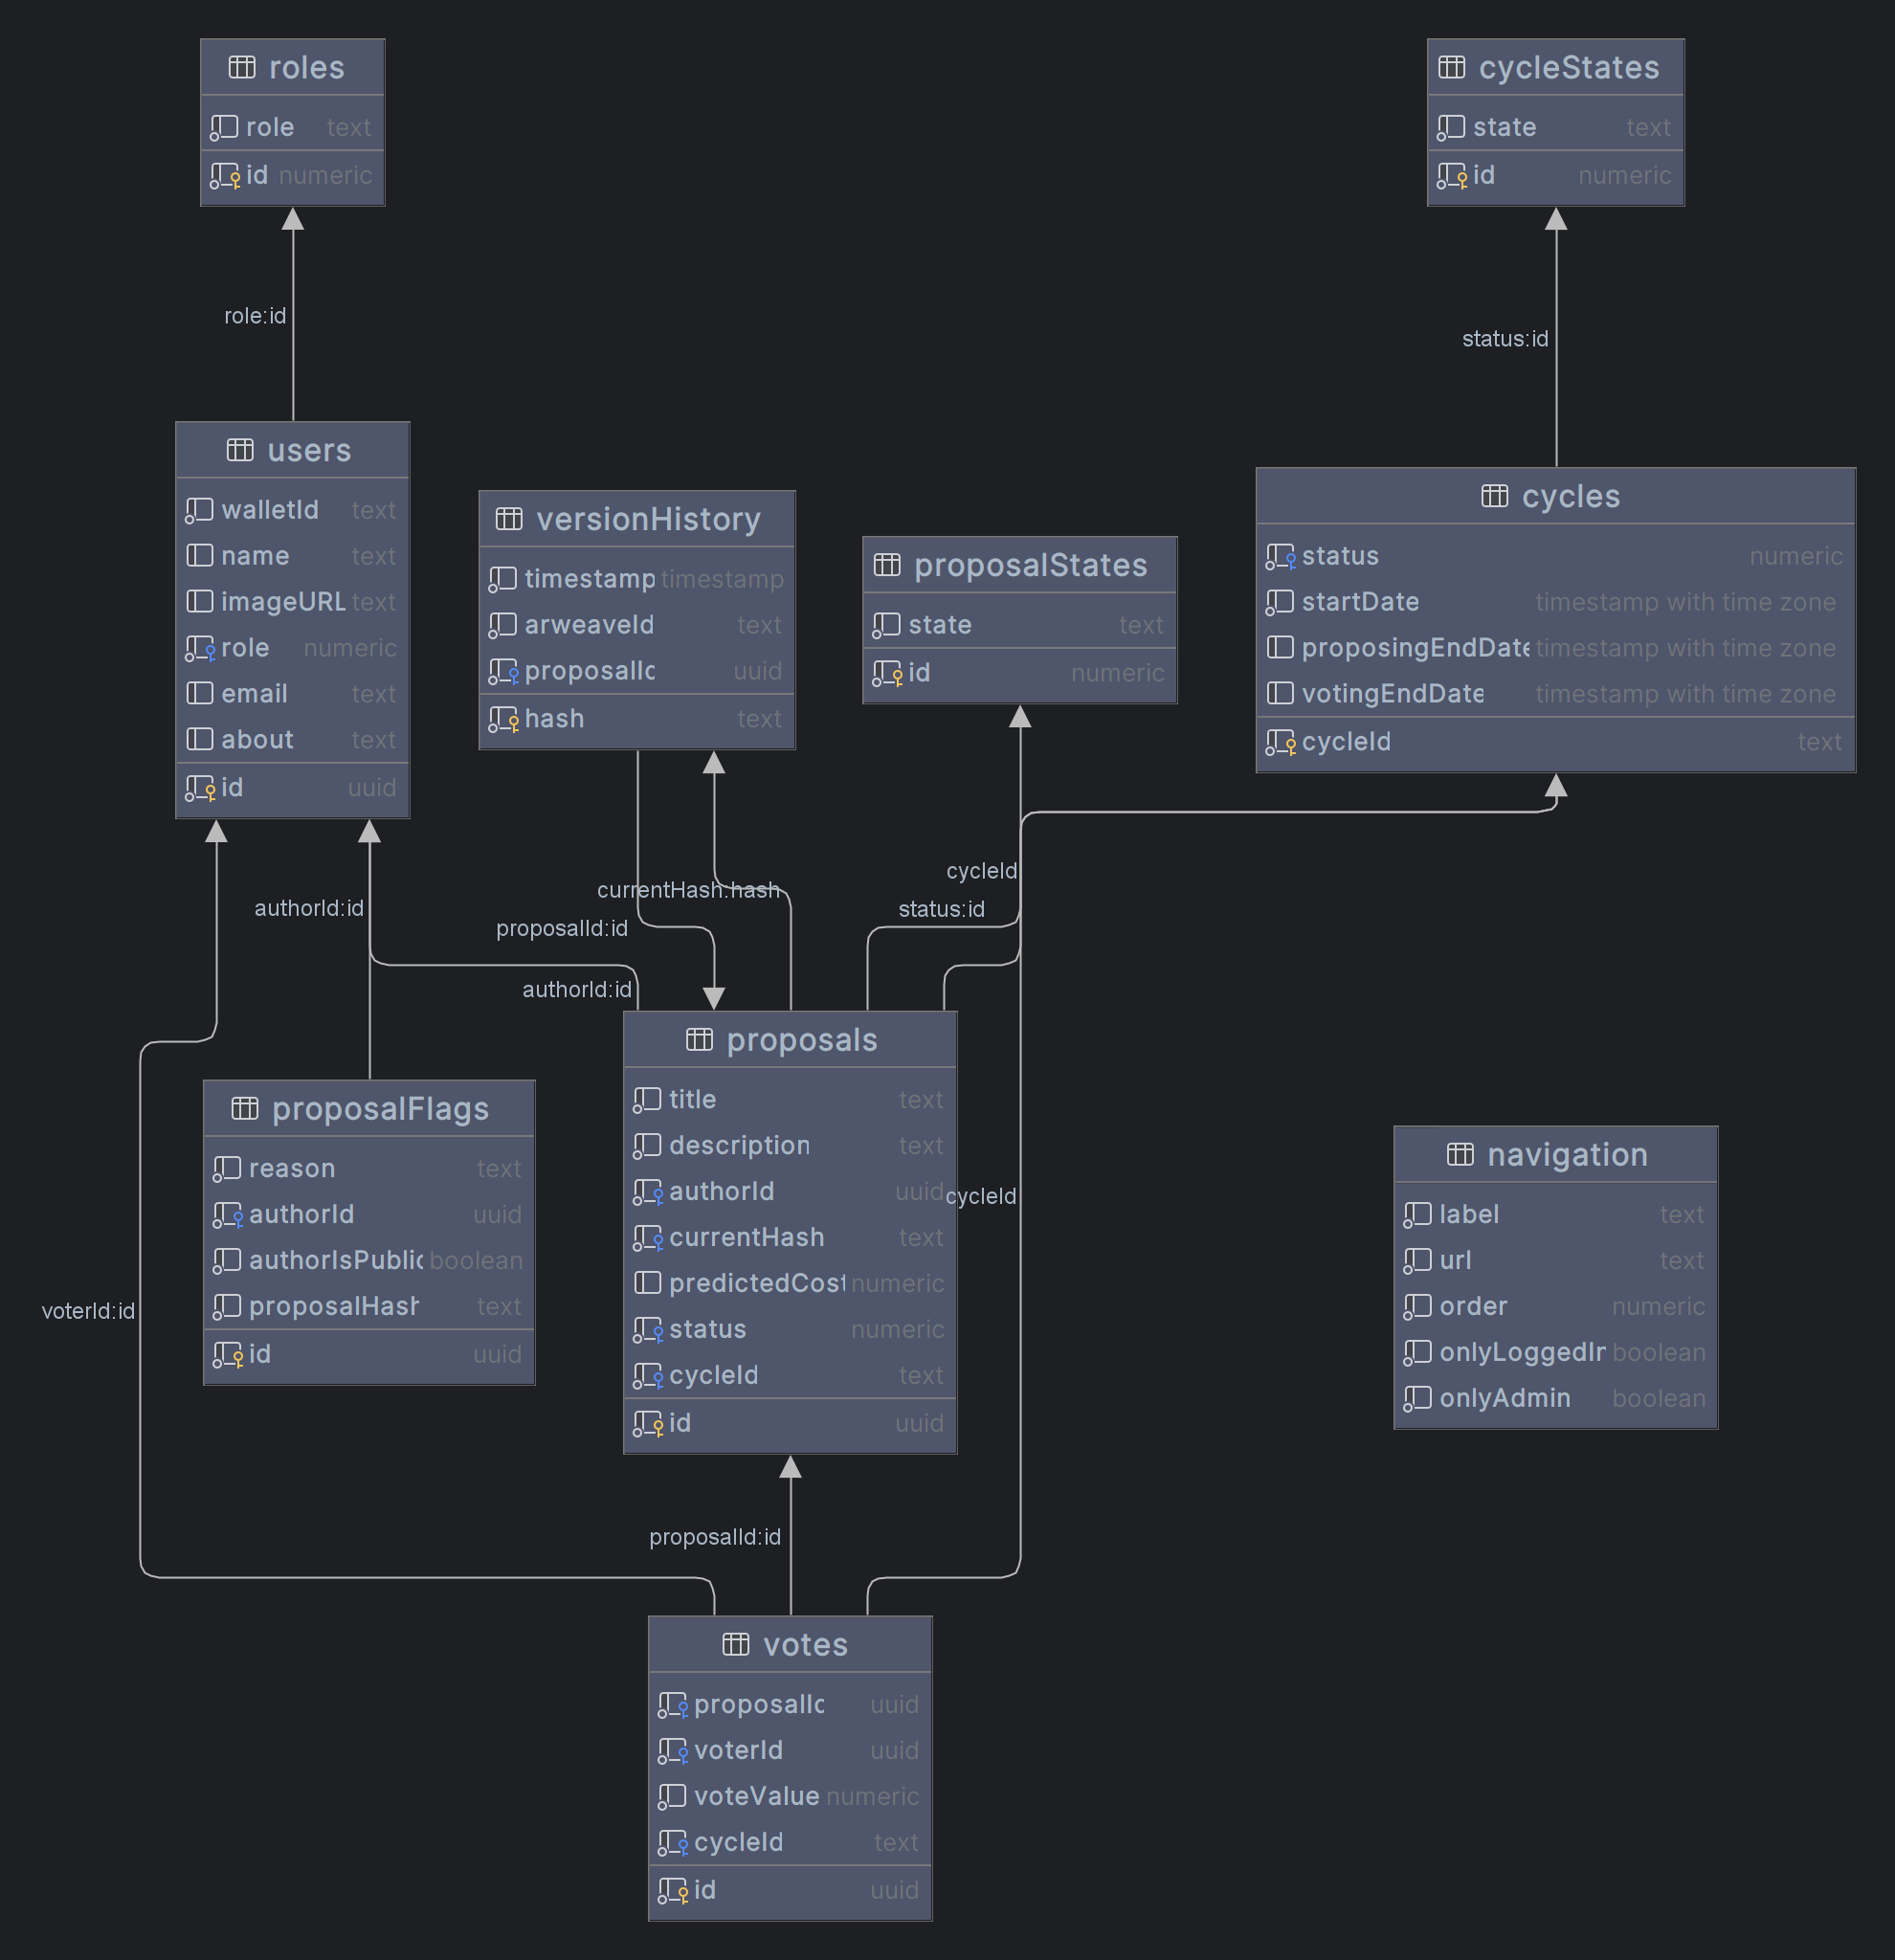 roles
role text
id numeric
cycleStates
state text
id numeric
role:id
status:id
users
walletId text
name text
imageURL text
role numeric
email text
about text
id uuid
versionHistory
timestamp timestamp
arweaveId text
proposalId uuid
hash text
proposalStates
state text
id numeric
cycles
status numeric
startDate timestamp with time zone
proposingEndDate timestamp with time zone
votingEndDate timestamp with time zone
cycleId text
authorId:id
currentHash:hash
proposalId:id
cycleId
status:id
authorId:id
proposalFlags
reason text
authorId uuid
authorIsPublic boolean
proposalHash text
id uuid
proposals
title text
description text
authorId uuid
currentHash text
predictedCost numeric
status numeric
cycleId text
id uuid
cycleId
navigation
label text
url text
order numeric
onlyLoggedIn boolean
onlyAdmin boolean
voterId:id
proposalId:id
votes
proposalId uuid
voterId uuid
voteValue numeric
cycleId text
id uuid